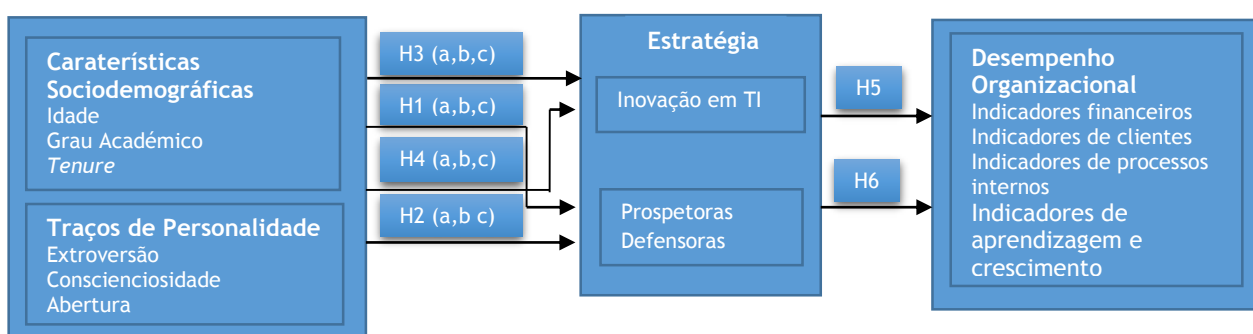 Caraterísticas
Sociodemográficas
Idade
Grau Académico
Tenure
Traços de Personalidade
Extroversão
Conscienciosidade
Abertura
H3 (a,b,c)
H1 (a,b,c)
H4 (a,b,c)
H2 (a,b c)
Estratégia
Inovação em TI
Prospetoras
Defensoras
H5
H6
Desempenho
Organizacional
Indicadores financeiros
Indicadores de clientes
Indicadores de processos
internos
Indicadores de
aprendizagem e
crescimento